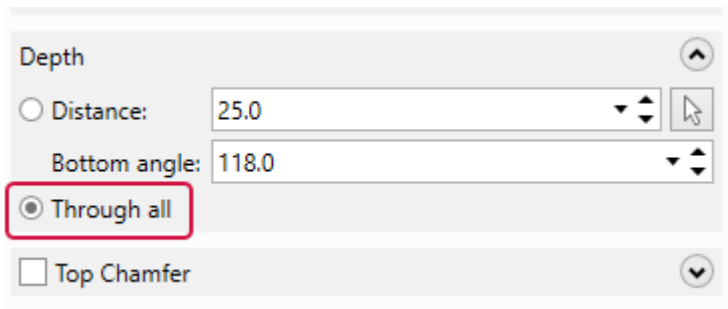 Depth
Distance: 25.0
Bottom angle: 118.0
Through all
Top Chamfer